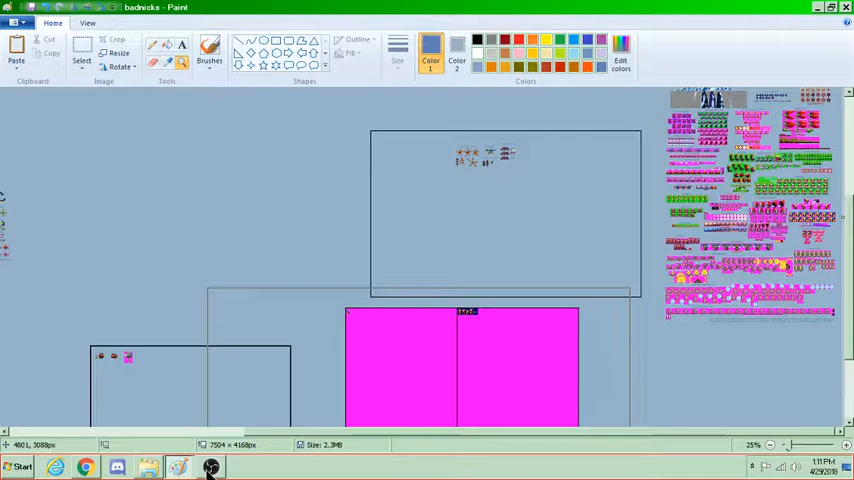 badnicks - Paint
Home View
Paste
Cut
Copy
Clipboard
Select
Crop
Resize
Rotate
Image
A
Tools
Brushes
Outline
Fill
Shapes
Size
Color 1
Color 2
Edit colors
Colors
4801, 3088px
7504 × 4168px
Size: 2.3MB
25%
Start
1:11 PM
4/29/2018